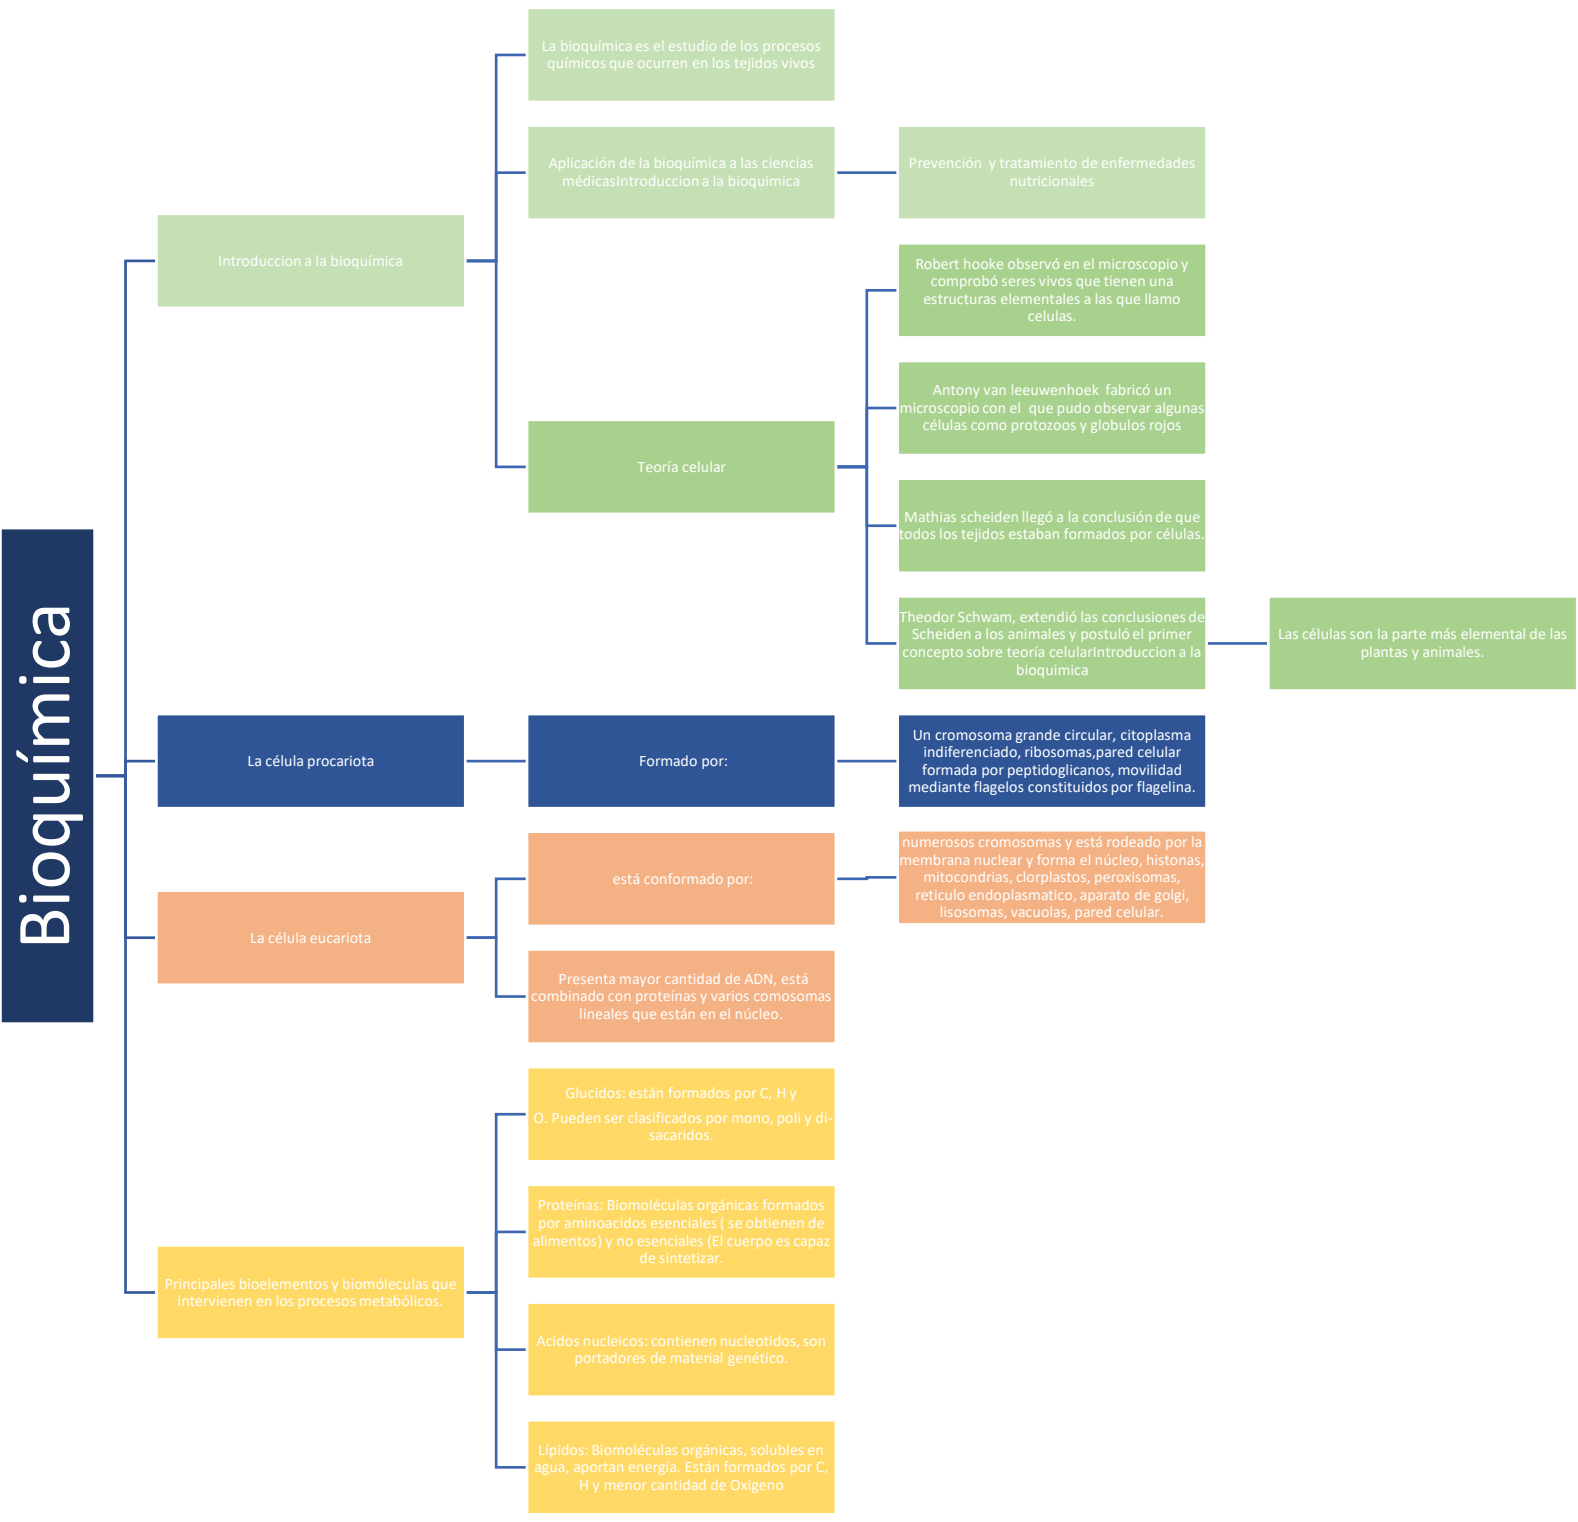 Bioquímica
Introduccion a la bioquímica
La bioquímica es el estudio de los procesos
químicos que ocurren en los tejidos vivos
Aplicación de la bioquímica a las ciencias
médicasIntroduccion a la bioquimica
Prevención y tratamiento de enfermedades
nutricionales
Teoría celular
Robert hooke observó en el microscopio y
comprobó seres vivos que tienen una
estructuras elementales a las que llamo
celulas.
Antony van leeuwenhoek fabricó un
microscopio con el que pudo observar algunas
células como protozoos y globulos rojos
Mathias scheiden llegó a la conclusión de que
todos los tejidos estaban formados por células.
Theodor Schwam, extendió las conclusiones de
Scheiden a los animales y postuló el primer
concepto sobre teoría celularIntroduccion a la
bioquimica
Las células son la parte más elemental de las
plantas y animales.
La célula procariota
Formado por:
Un cromosoma grande circular, citoplasma
indiferenciado, ribosomas,pared celular
formada por peptidoglicanos, movilidad
mediante flagelos constituidos por flagelina.
La célula eucariota
está conformado por:
numerosos cromosomas y está rodeado por la
membrana nuclear y forma el núcleo, histonas,
mitocondrias, clorplastos, peroxisomas,
reticulo endoplasmatico, aparato de golgi,
lisosomas, vacuolas, pared celular.
Presenta mayor cantidad de ADN, está
combinado con proteínas y varios comosomas
lineales que están en el núcleo.
Principales bioelementos y biomóleculas que
intervienen en los procesos metabólicos.
Glucidos: están formados por C, H y
O. Pueden ser clasificados por mono, poli y di-
sacaridos.
Proteínas: Biomoléculas orgánicas formados
por aminoacidos esenciales ( se obtienen de
alimentos) y no esenciales (El cuerpo es capaz
de sintetizar.
Acidos nucleicos: contienen nucleotidos, son
portadores de material genético.
Lípidos: Biomoléculas orgánicas, solubles en
agua, aportan energía. Están formados por C,
H y menor cantidad de Oxigeno